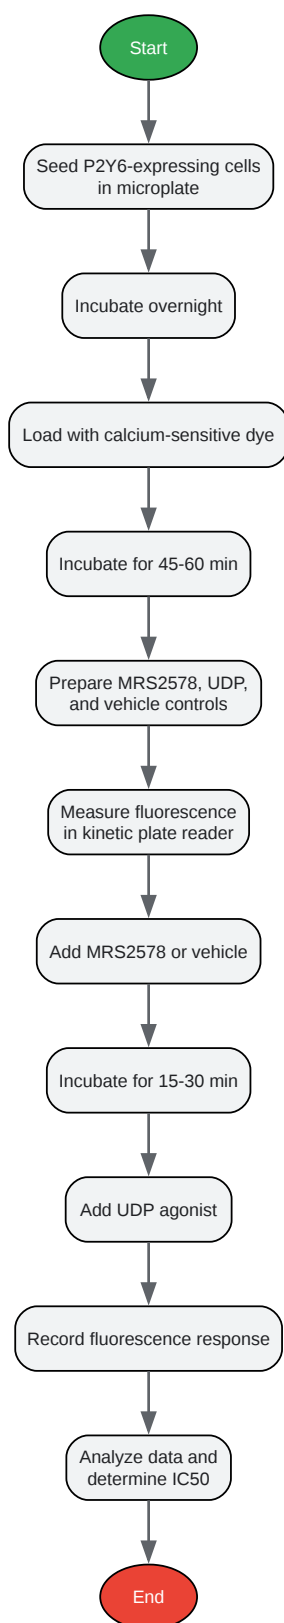 Start
Seed P2Y6-expressing cells
in microplate
Incubate overnight
Load with calcium-sensitive dye
Incubate for 45-60 min
Prepare MRS2578, UDP,
and vehicle controls
Measure fluorescence
in kinetic plate reader
Add MRS2578 or vehicle
Incubate for 15-30 min
Add UDP agonist
Record fluorescence response
Analyze data and
determine IC50
End